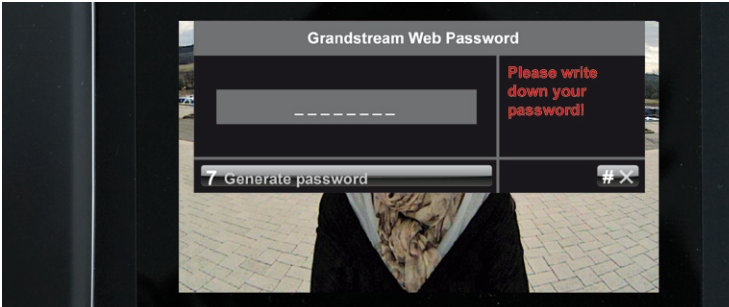 Grandstream Web Password
Please write
down your
password!
_ _ _ _ _ _ _ _
7 Generate password
# X